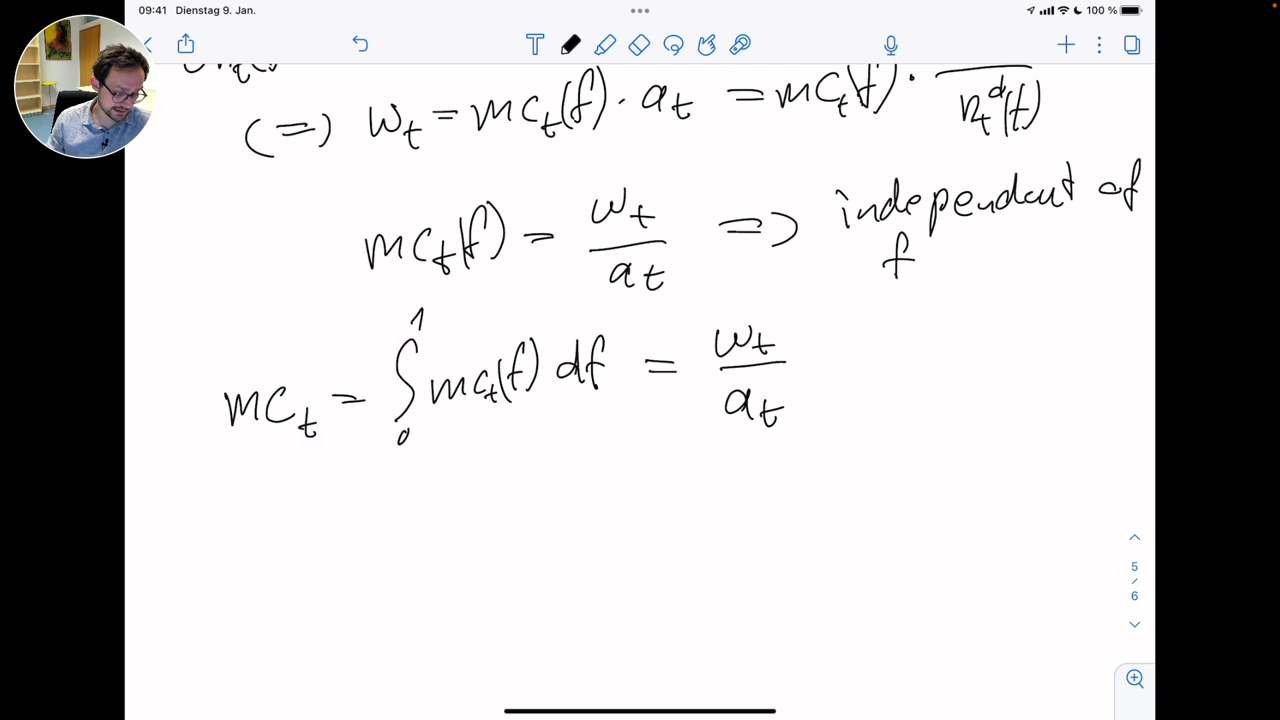 09:41 Dienstag 9. Jan. 100 %
(=) w_t = mc_t(f) · a_t = mc_t(f) ·
n_t^d(f)
mc_t(f) = w_t / a_t => independent of
f
mc_t = ∫_0^1 mc_t(f) df = w_t / a_t
5
/
6